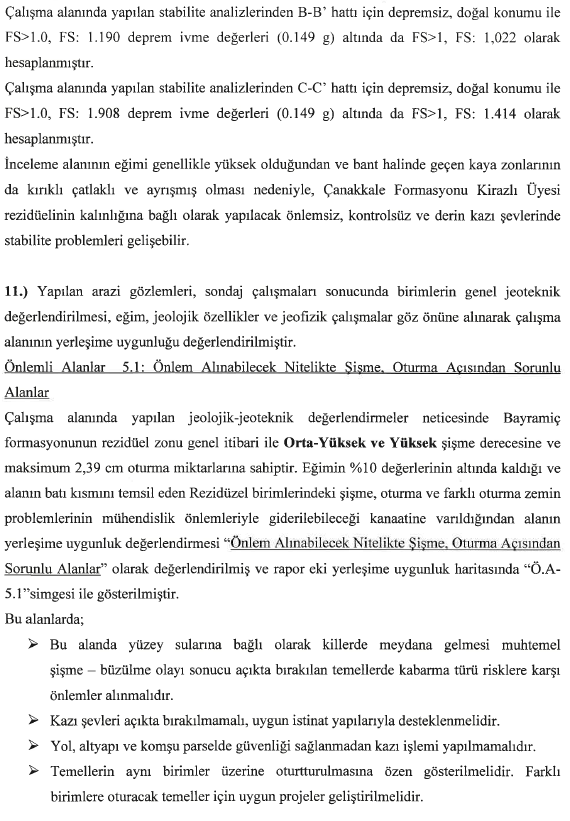 Çalışma alanında yapılan stabilite analizlerinden B-B’ hattı için depremsiz, doğal konumu ile
FS>1.0, FS: 1.190 deprem ivme değerleri (0.149 g) altında da FS>1, FS: 1,022 olarak
hesaplanmıştır.
Çalışma alanında yapılan stabilite analizlerinden C-C’ hattı için depremsiz, doğal konumu ile
FS>1.0, FS: 1.908 deprem ivme değerleri (0.149 g) altında da FS>1, FS: 1.414 olarak
hesaplanmıştır.
İnceleme alanının eğimi genellikle yüksek olduğundan ve bant halinde geçen kaya zonlarının
da kırıklı çatlaklı ve ayrışmış olması nedeniyle, Çanakkale Formasyonu Kirazlı Üyesi
rezidüelinin kalınlığına bağlı olarak yapılacak önlemsiz, kontrolsüz ve derin kazı şevlerinde
stabilite problemleri gelişebilir.
11.) Yapılan arazi gözlemleri, sondaj çalışmaları sonucunda birimlerin genel jeoteknik
değerlendirilmesi, eğim, jeolojik özellikler ve jeofizik çalışmalar göz önüne alınarak çalışma
alanının yerleşime uygunluğu değerlendirilmiştir.
Önlemli Alanlar 5.1: Önlem Alınabilecek Nitelikte Şişme, Oturma Açısından Sorunlu
Alanlar
Çalışma alanında yapılan jeolojik-jeoteknik değerlendirmeler neticesinde Bayramiç
formasyonunun rezidüel zonu genel itibari ile Orta-Yüksek ve Yüksek şişme derecesine ve
maksimum 2,39 cm oturma miktarlarına sahiptir. Eğimin %10 değerlerinin altında kaldığı ve
alanın batı kısmını temsil eden Rezidüzel birimlerindeki şişme, oturma ve farklı oturma zemin
problemlerinin mühendislik önlemleriyle giderilebileceği kanaatine varıldığından alanın
yerleşime uygunluk değerlendirmesi “Önlem Alınabilecek Nitelikte Şişme, Oturma Açısından
Sorunlu Alanlar” olarak değerlendirilmiş ve rapor eki yerleşime uygunluk haritasında “Ö.A-
5.1”simgesi ile gösterilmiştir.
Bu alanlarda;
➢ Bu alanda yüzey sularına bağlı olarak killerde meydana gelmesi muhtemel
şişme – büzülme olayı sonucu açıkta bırakılan temellerde kabarma türü risklere karşı
önlemler alınmalıdır.
➢ Kazı şevleri açıkta bırakılmamalı, uygun istinat yapılarıyla desteklenmelidir.
➢ Yol, altyapı ve komşu parselde güvenliği sağlanmadan kazı işlemi yapılmamalıdır.
➢ Temellerin aynı birimler üzerine oturtturulmasına özen gösterilmelidir. Farklı
birimlere oturacak temeller için uygun projeler geliştirilmelidir.